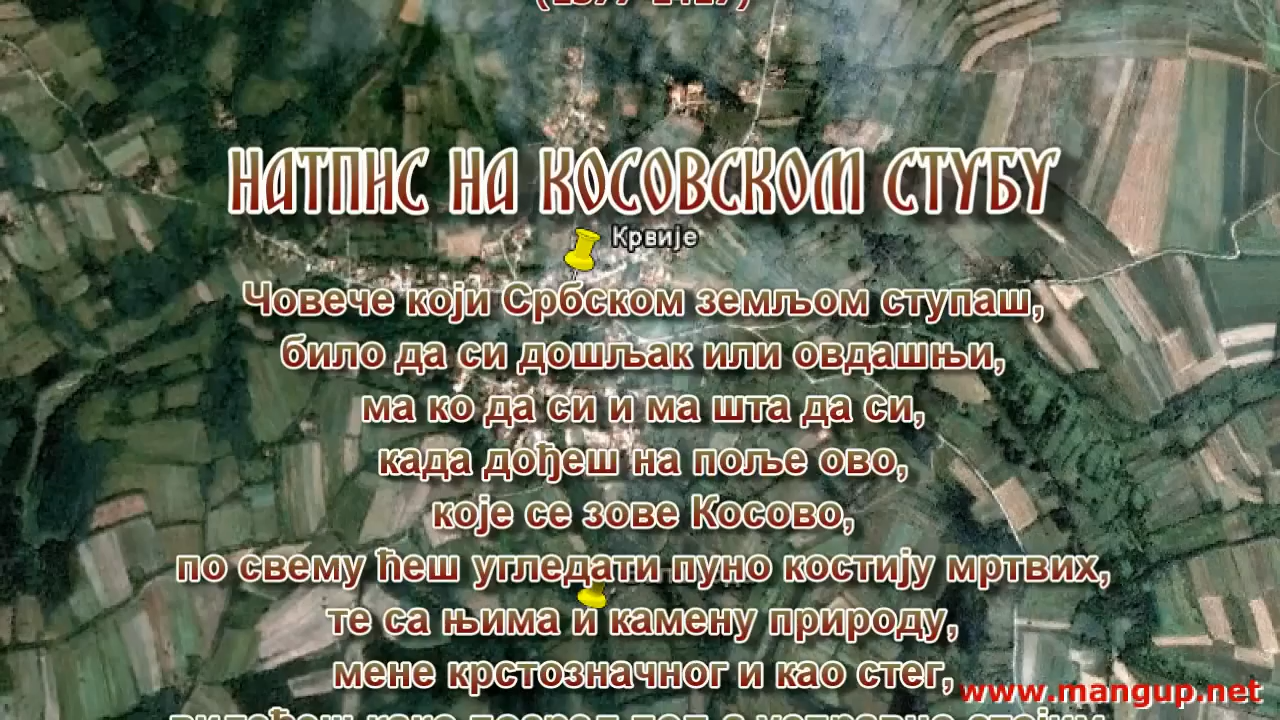 НАТПИС НА КОСОВСКОМ СТУБУ
Крвије
Човече који Србском земљом ступаш,
било да си дошљак или овдашњи,
ма ко да си и ма шта да си,
када дођеш на поље ово,
које се зове Косово,
по свему ћеш угледати пуно костију мртвих,
те са њима и камену природу,
мене крстозначног и као стег,
www.mangup.net